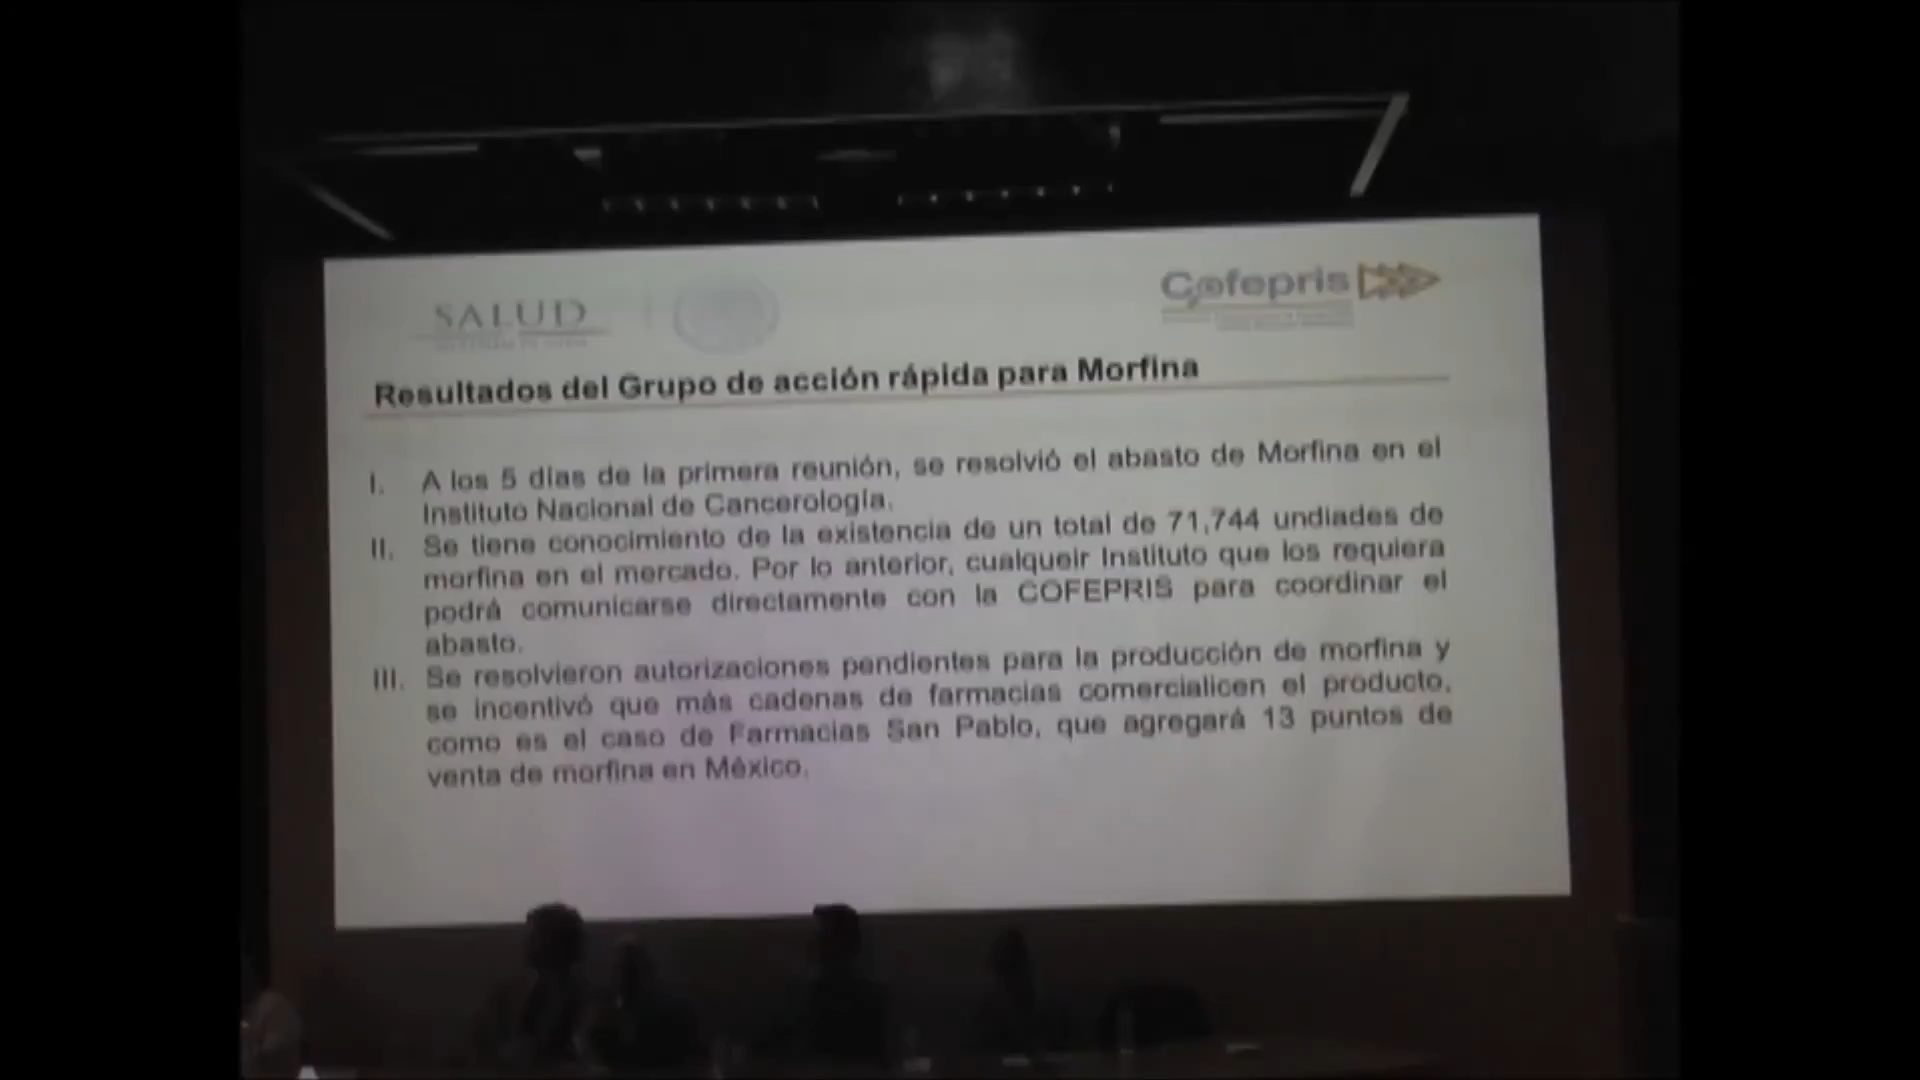 SALUD
Cofepris
Resultados del Grupo de acción rápida para Morfina
I. A los 5 días de la primera reunión, se resolvió el abasto de Morfina en el
Instituto Nacional de Cancerología.
II. Se tiene conocimiento de la existencia de un total de 71,744 undiades de
morfina en el mercado. Por lo anterior, cualqueir Instituto que los requiera
podrá comunicarse directamente con la COFEPRIS para coordinar el
abasto.
III. Se resolvieron autorizaciones pendientes para la producción de morfina y
se incentivó que más cadenas de farmacias comercialicen el producto,
como es el caso de Farmacias San Pablo, que agregará 13 puntos de
venta de morfina en México.